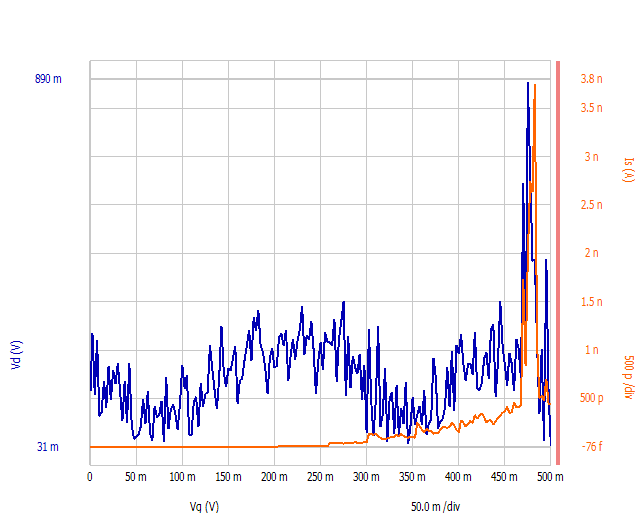 890 m
3.8 n
3.5 n
3 n
Is (A)
2.5 n
2 n
1.5 n
Vd (V)
1 n
500 p /div
500 p
31 m
-76 f
0
50 m
100 m
150 m
200 m
250 m
300 m
350 m
400 m
450 m
500 m
Vg (V)
50.0 m /div